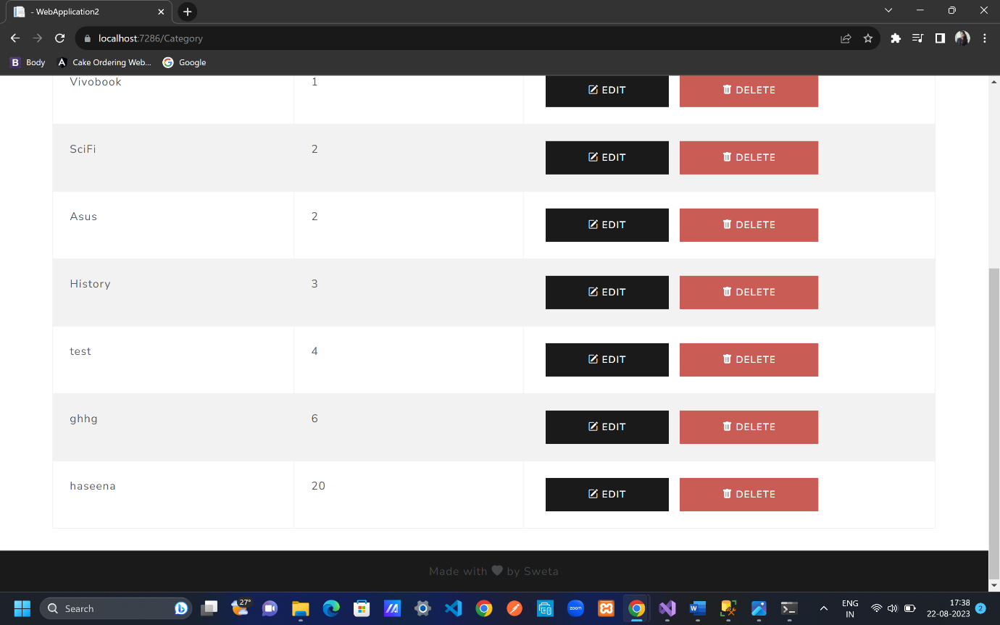 - WebApplication2
localhost:7286/Category
B Body
Cake Ordering Web...
Google
Vivobook 1 EDIT DELETE
SciFi 2 EDIT DELETE
Asus 2 EDIT DELETE
History 3 EDIT DELETE
test 4 EDIT DELETE
ghhg 6 EDIT DELETE
haseena 20 EDIT DELETE
Made with by Sweta
Search
27°
zoom
ENG
IN
17:38
22-08-2023
2